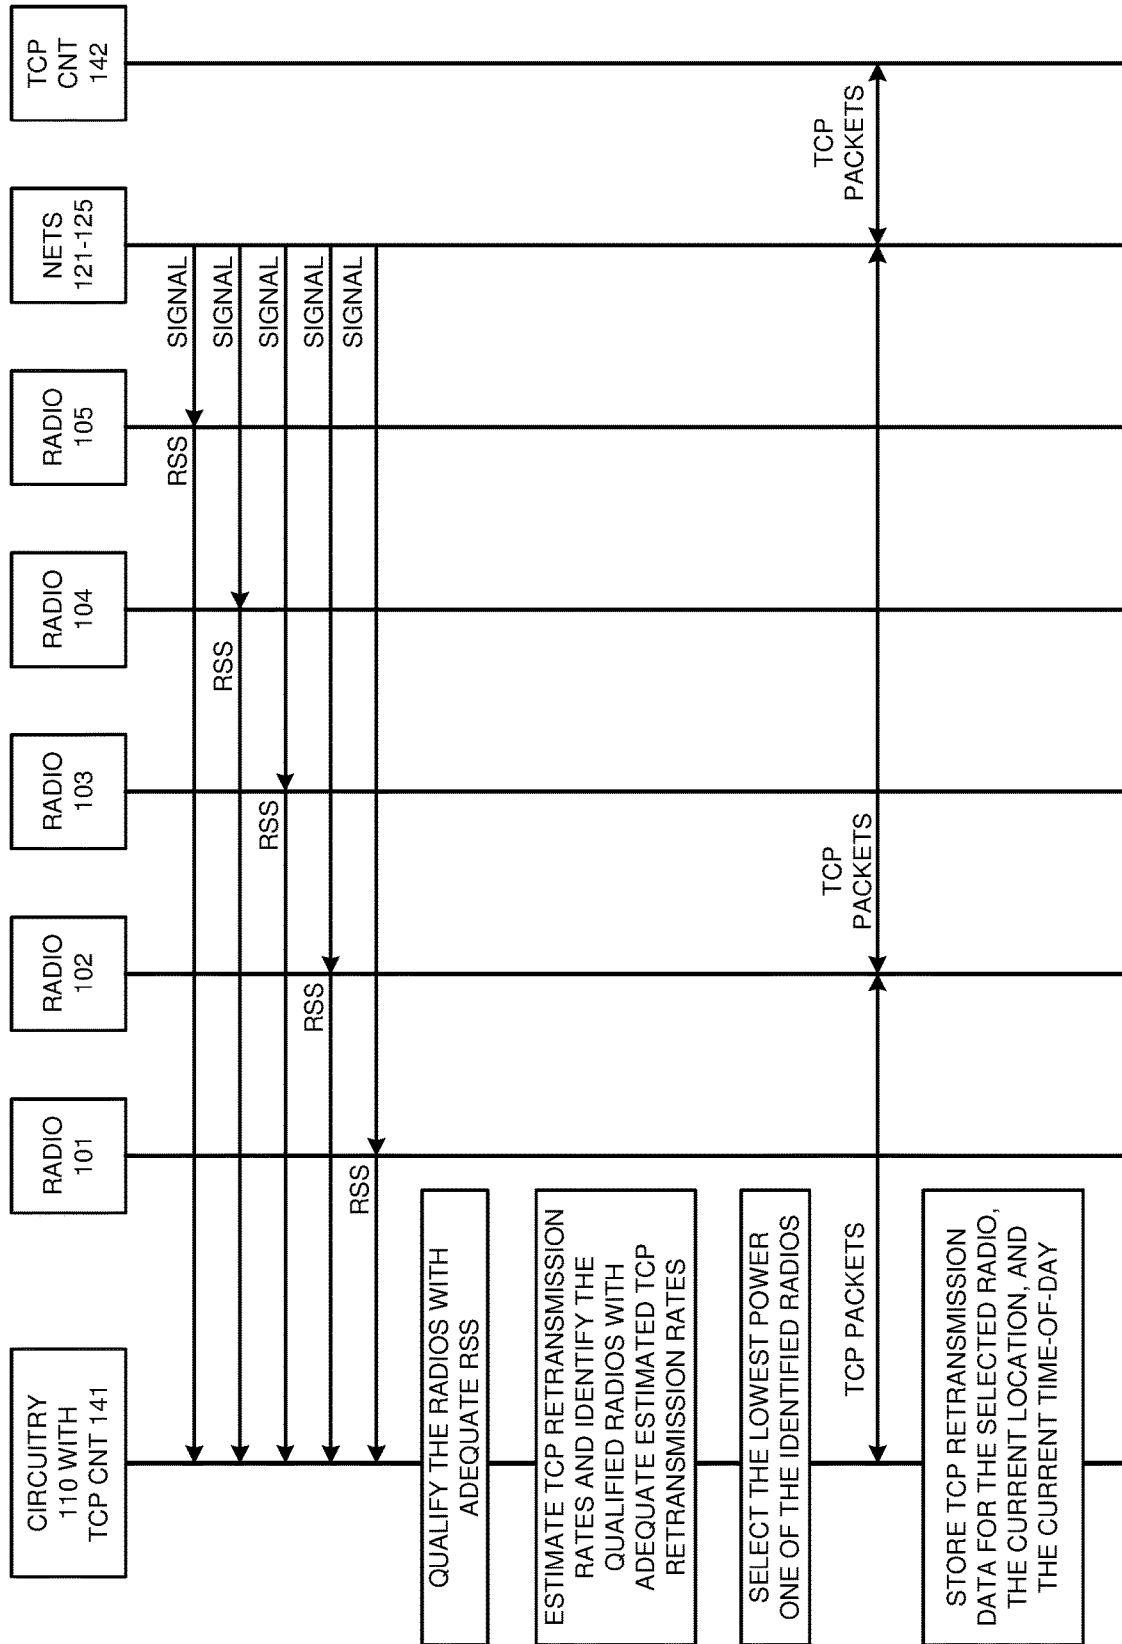 CIRCUITRY
110 WITH
TCP CNT 141
RADIO
101
RADIO
102
RADIO
103
RADIO
104
RADIO
105
NETS
121-125
TCP
CNT
142
SIGNAL
RSS
SIGNAL
RSS
SIGNAL
RSS
SIGNAL
RSS
SIGNAL
RSS
QUALIFY THE RADIOS WITH
ADEQUATE RSS
ESTIMATE TCP RETRANSMISSION
RATES AND IDENTIFY THE
QUALIFIED RADIOS WITH
ADEQUATE ESTIMATED TCP
RETRANSMISSION RATES
SELECT THE LOWEST POWER
ONE OF THE IDENTIFIED RADIOS
TCP PACKETS
TCP
PACKETS
TCP
PACKETS
STORE TCP RETRANSMISSION
DATA FOR THE SELECTED RADIO,
THE CURRENT LOCATION, AND
THE CURRENT TIME-OF-DAY